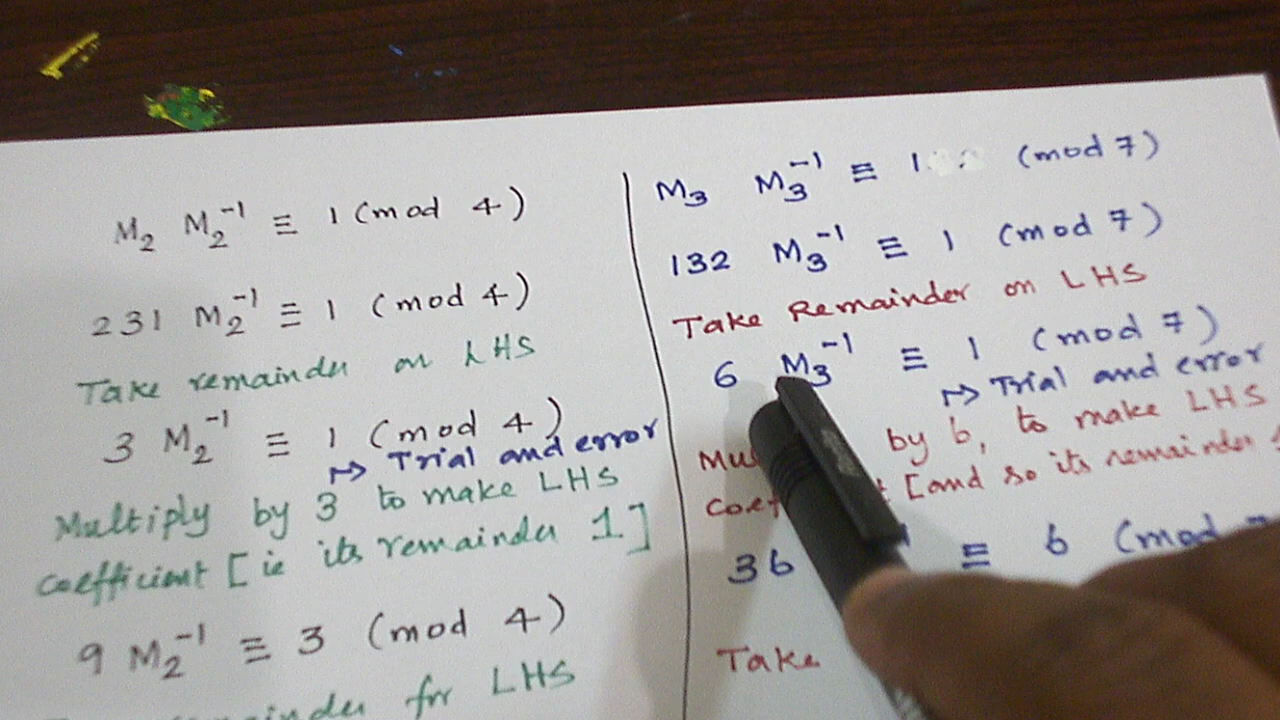 M₂ M₂⁻¹ ≡ 1 (mod 4)
231 M₂⁻¹ ≡ 1 (mod 4)
Take remainder on LHS
3 M₂⁻¹ ≡ 1 (mod 4)
↦ Trial and error
Multiply by 3 to make LHS
coefficient [ie its remainder 1]
9 M₂⁻¹ ≡ 3 (mod 4)
for LHS
M₃ M₃⁻¹ ≡ 1 (mod 7)
132 M₃⁻¹ ≡ 1 (mod 7)
Take Remainder on LHS
6 M₃⁻¹ ≡ 1 (mod 7)
↦ Trial and error
by 6, to make LHS
[and so its remainder
36 ≡ 6 (mod
Take